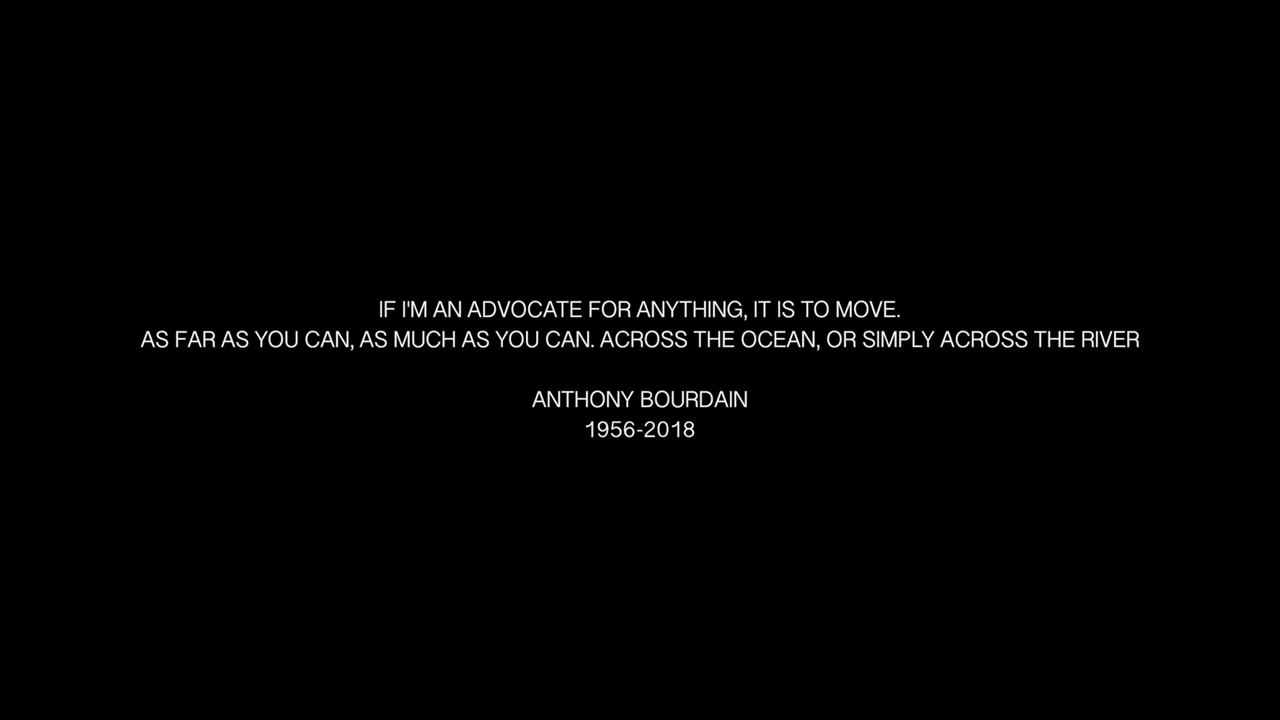 IF I'M AN ADVOCATE FOR ANYTHING, IT IS TO MOVE.
AS FAR AS YOU CAN, AS MUCH AS YOU CAN. ACROSS THE OCEAN, OR SIMPLY ACROSS THE RIVER
ANTHONY BOURDAIN
1956-2018